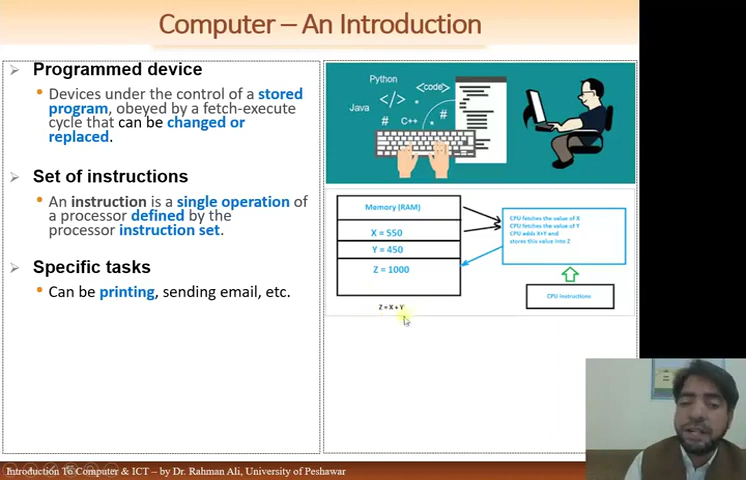 Computer – An Introduction
Programmed device
Devices under the control of a stored
program, obeyed by a fetch-execute
cycle that can be changed or
replaced.
Set of instructions
An instruction is a single operation of
a processor defined by the
processor instruction set.
Specific tasks
Can be printing, sending email, etc.
Python
<code>
Java
</>
#
C++
*
#
*
Memory (RAM)
X = 550
Y = 450
Z = 1000
Z = X + Y
CPU fetches the value of X
CPU fetches the value of Y
CPU adds X+Y and
stores this value into Z
CPU instructions
Introduction To Computer & ICT – by Dr. Rahman Ali, University of Peshawar